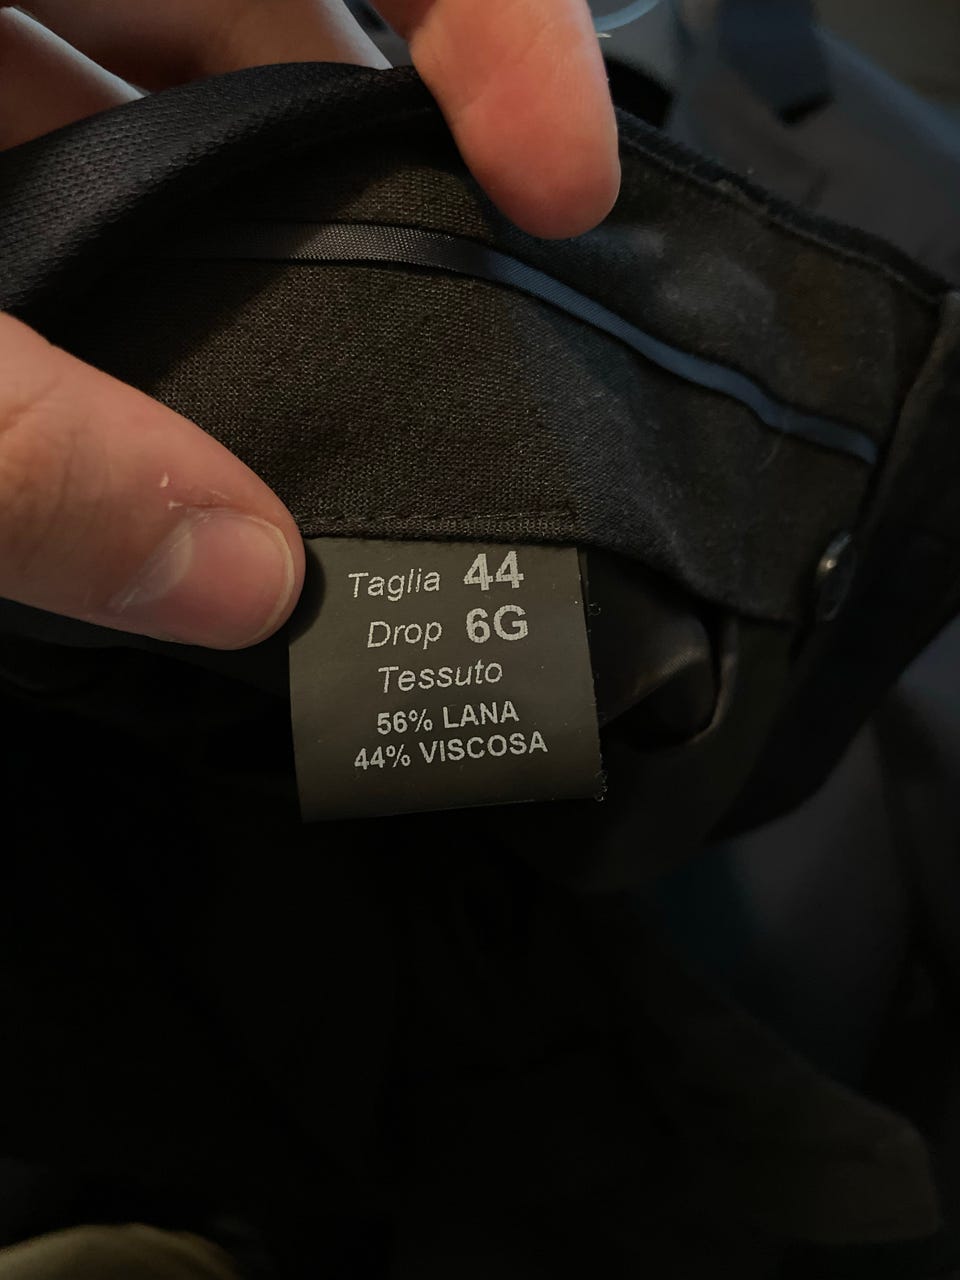 Taglia 44
Drop 6G
Tessuto
56% LANA
44% VISCOSA